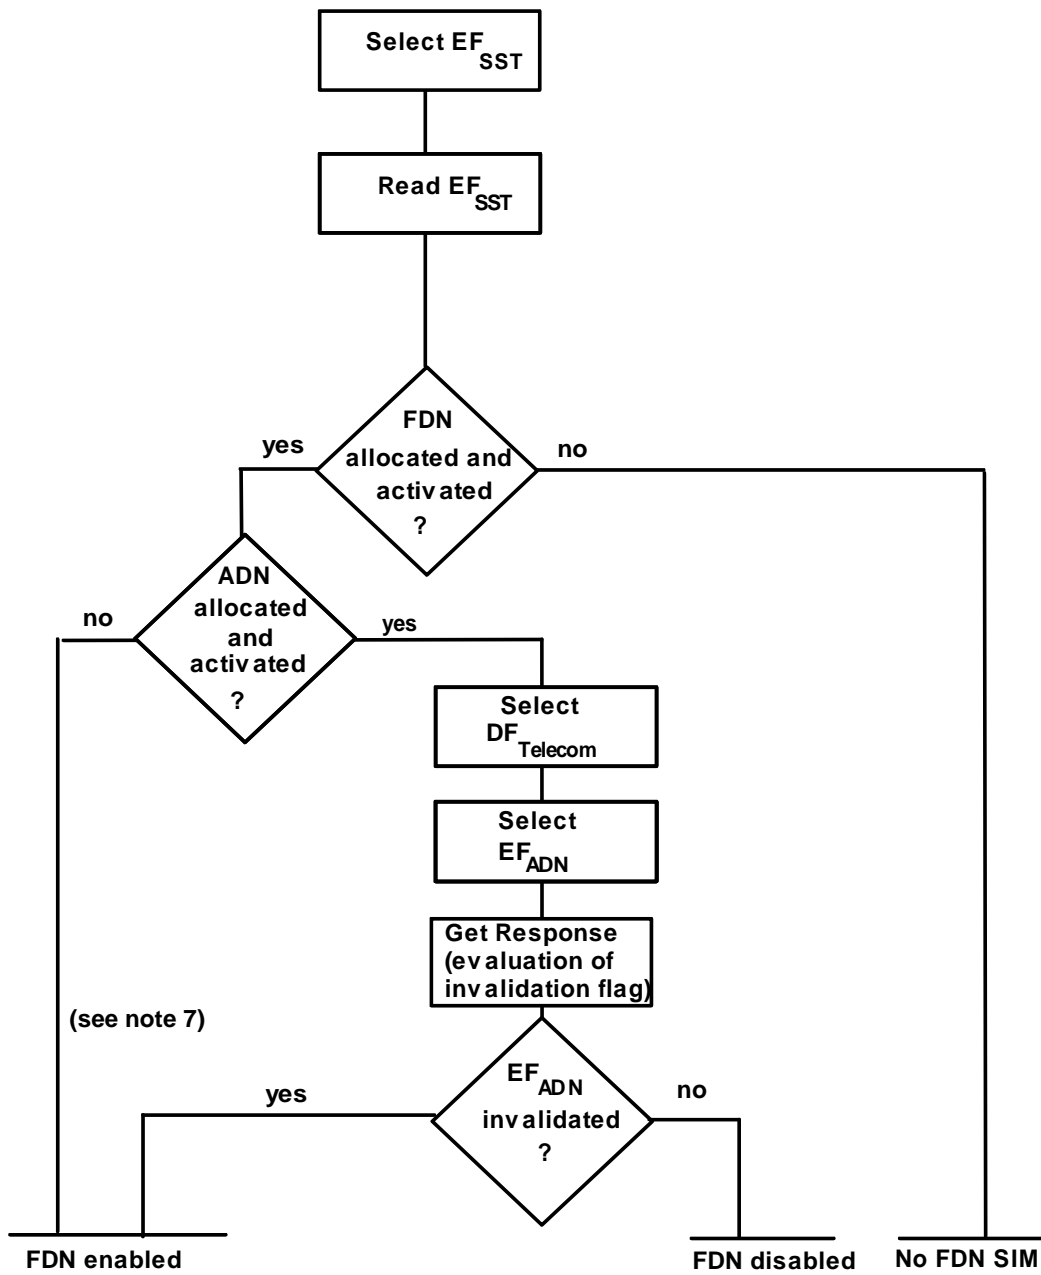 Select EF SST
Read EF SST
FDN
allocated and
activated
?
yes
no
ADN
allocated
and
activated
?
no
yes
Select
DF Telecom
Select
EF ADN
Get Response
(evaluation of
invalidation flag)
(see note 7)
EF ADN
invalidated
?
yes
no
FDN enabled
FDN disabled
No FDN SIM